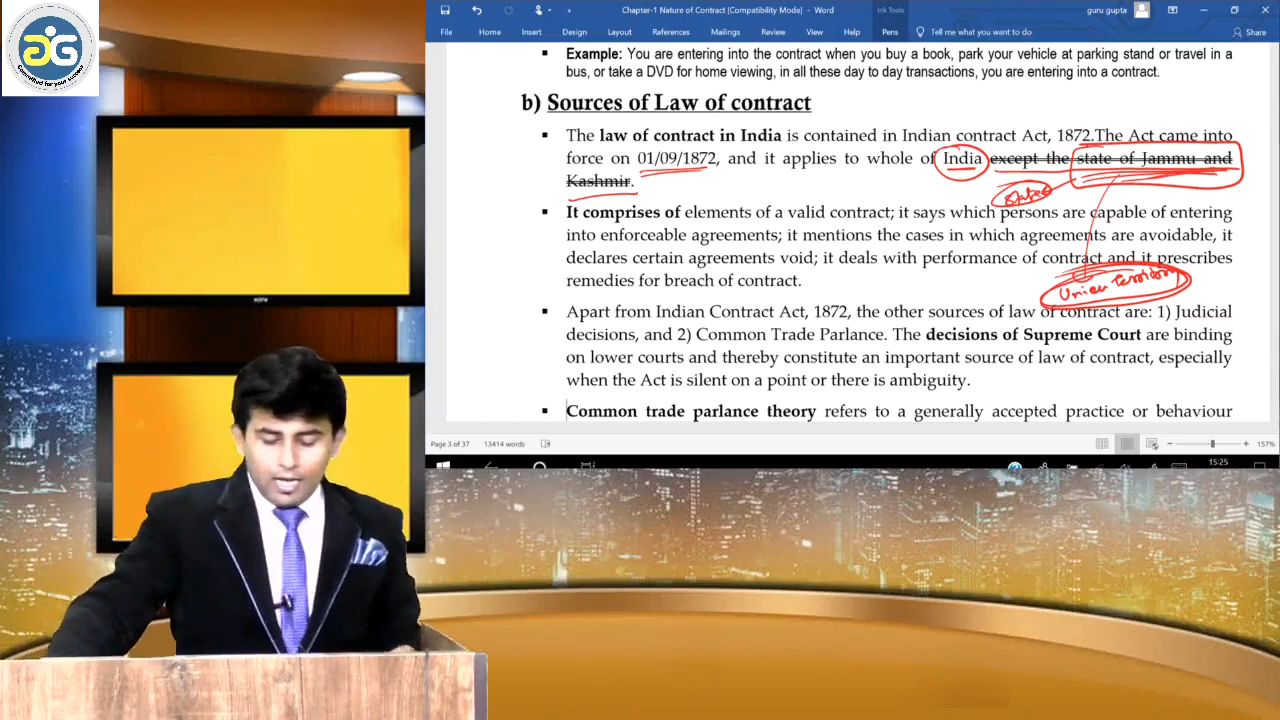 Chapter-1 Nature of Contract [Compatibility Mode] - Word
Ink Tools
guru gupta
File Home Insert Design Layout References Mailings Review View Help Pens Tell me what you want to do Share
Example: You are entering into the contract when you buy a book, park your vehicle at parking stand or travel in a
bus, or take a DVD for home viewing, in all these day to day transactions, you are entering into a contract.
b) Sources of Law of contract
The law of contract in India is contained in Indian contract Act, 1872.The Act came into
force on 01/09/1872, and it applies to whole of India except the state of Jammu and
Kashmir.
It comprises of elements of a valid contract; it says which persons are capable of entering
into enforceable agreements; it mentions the cases in which agreements are avoidable, it
declares certain agreements void; it deals with performance of contract and it prescribes
remedies for breach of contract.
Union Territory
Apart from Indian Contract Act, 1872, the other sources of law of contract are: 1) Judicial
decisions, and 2) Common Trade Parlance. The decisions of Supreme Court are binding
on lower courts and thereby constitute an important source of law of contract, especially
when the Act is silent on a point or there is ambiguity.
Common trade parlance theory refers to a generally accepted practice or behaviour
Page 3 of 37 13414 words 157%
15:25